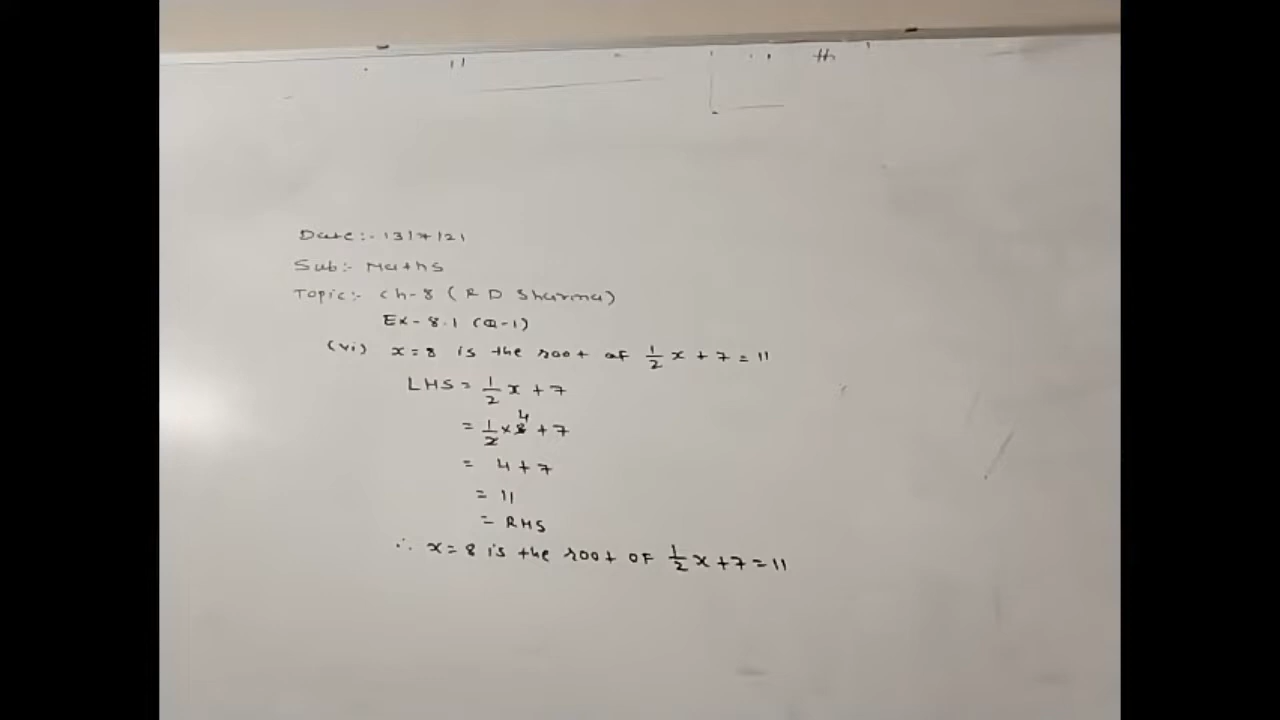 Date:- 13/7/21
Sub:- Maths
Topic:- Ch-8 (R D Sharma)
Ex-8.1 (Q-1)
(vi) x=8 is the root of 1/2 x + 7 = 11
LHS = 1/2 x + 7
= 1/2 × 8 4 + 7
= 4 + 7
= 11
= RHS
∴ x=8 is the root OF 1/2 x + 7 = 11